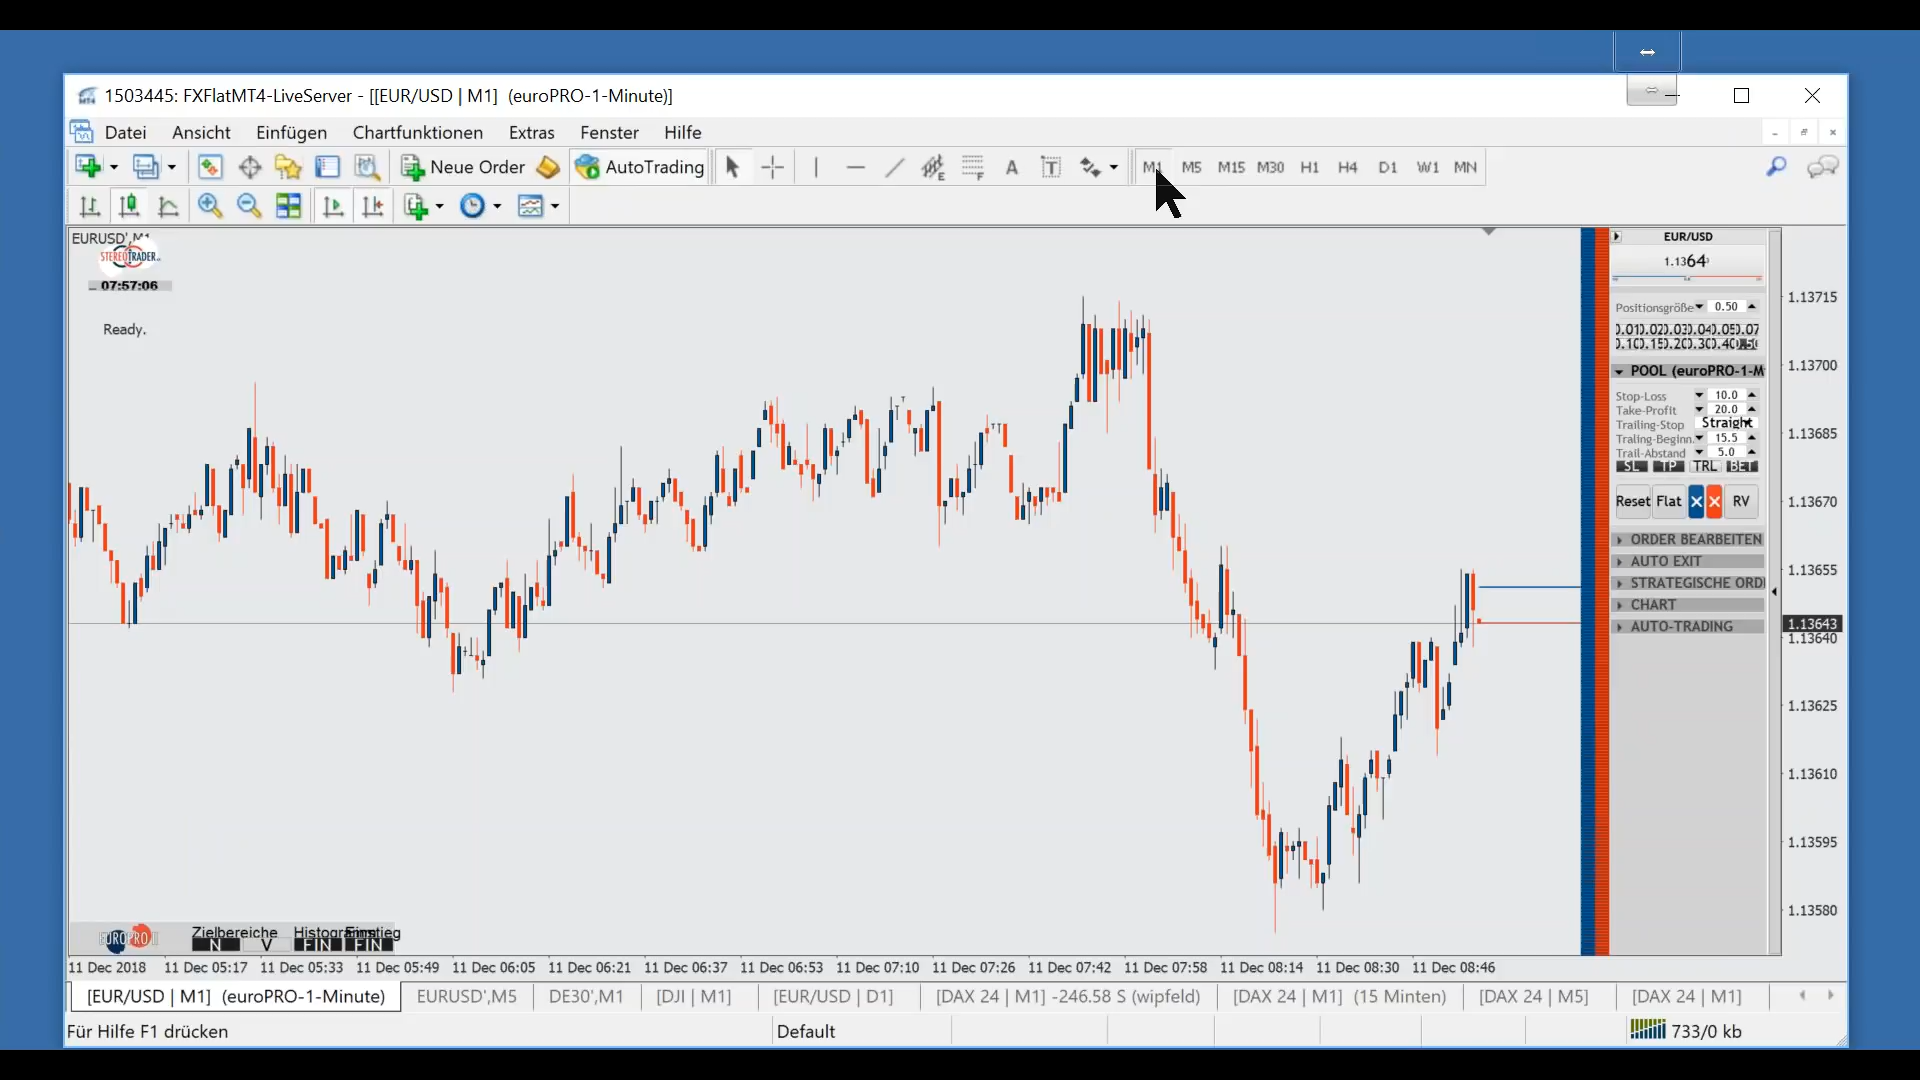 1503445: FXFlatMT4-LiveServer - [[EUR/USD | M1] (euroPRO-1-Minute)]
Datei Ansicht Einfügen Chartfunktionen Extras Fenster Hilfe
Neue Order AutoTrading M1 M5 M15 M30 H1 H4 D1 W1 MN
EURUSD',M1
STEREOTRADER
07:57:06
Ready.
EUR/USD
1.13643
Positionsgröße 0.50
POOL (euroPRO-1-M
Stop-Loss 10.0
Take-Profit 20.0
Trailing-Stop Straight
Traling-Beginn. 15.5
Trail-Abstand 5.0
SL TP TRL BET
Reset Flat X X RV
ORDER BEARBEITEN
AUTO EXIT
STRATEGISCHE ORD
CHART
AUTO-TRADING
1.13715
1.13700
1.13685
1.13670
1.13655
1.13643
1.13640
1.13625
1.13610
1.13595
1.13580
EUROPRO
Zielbereiche Histogramm Einstieg
N V FIN FIN
11 Dec 2018 11 Dec 05:17 11 Dec 05:33 11 Dec 05:49 11 Dec 06:05 11 Dec 06:21 11 Dec 06:37 11 Dec 06:53 11 Dec 07:10 11 Dec 07:26 11 Dec 07:42 11 Dec 07:58 11 Dec 08:14 11 Dec 08:30 11 Dec 08:46
[EUR/USD | M1] (euroPRO-1-Minute) EURUSD',M5 DE30',M1 [DJI | M1] [EUR/USD | D1] [DAX 24 | M1] -246.58 S (wipfeld) [DAX 24 | M1] (15 Minten) [DAX 24 | M5] [DAX 24 | M1]
Für Hilfe F1 drücken Default 733/0 kb